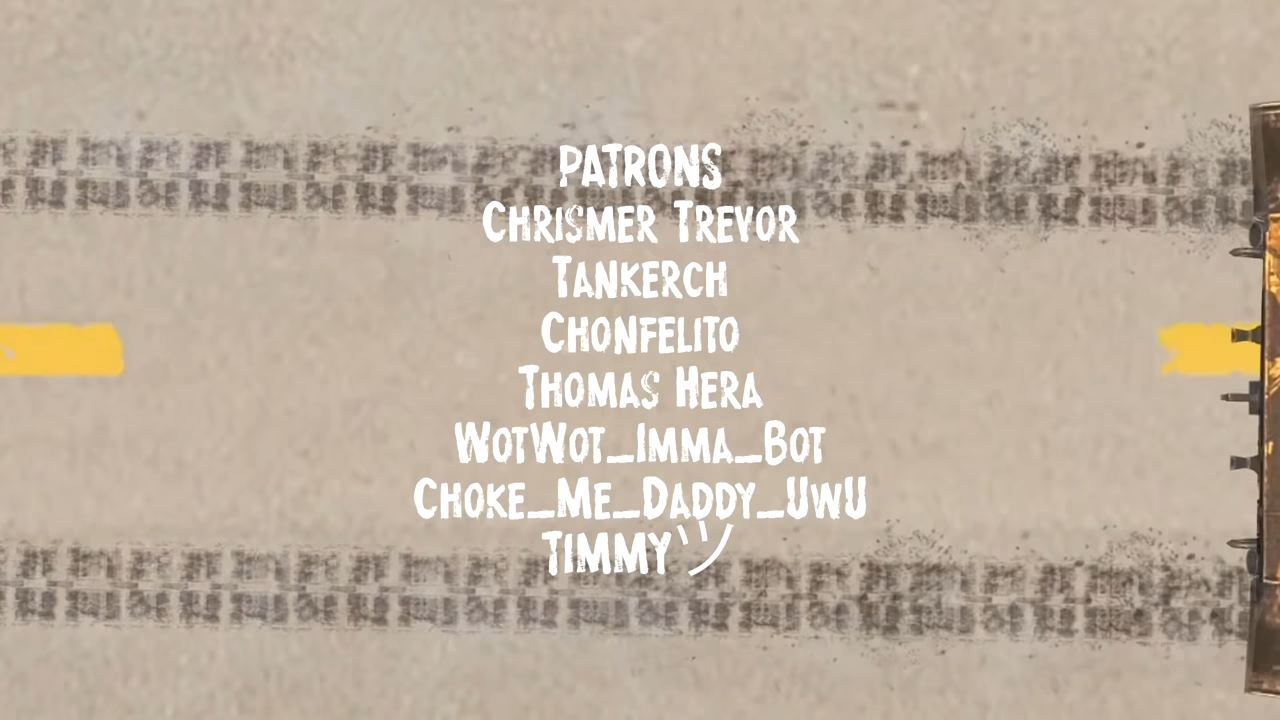 PATRONS
Chrismer Trevor
Tankerch
Chonfelito
Thomas Hera
WotWot_Imma_Bot
Choke_Me_Daddy_UwU
TIMMYツ